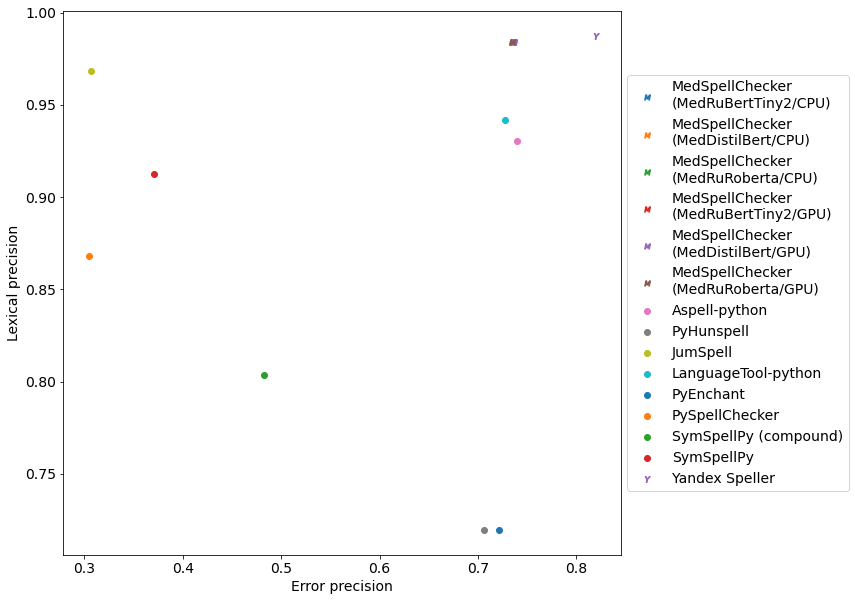 1.00
0.95
0.90
0.85
0.80
0.75
Lexical precision
0.3 0.4 0.5 0.6 0.7 0.8
Error precision
MedSpellChecker
(MedRuBertTiny2/CPU)
MedSpellChecker
(MedDistilBert/CPU)
MedSpellChecker
(MedRuRoberta/CPU)
MedSpellChecker
(MedRuBertTiny2/GPU)
MedSpellChecker
(MedDistilBert/GPU)
MedSpellChecker
(MedRuRoberta/GPU)
Aspell-python
PyHunspell
JumSpell
LanguageTool-python
PyEnchant
PySpellChecker
SymSpellPy (compound)
SymSpellPy
Yandex Speller